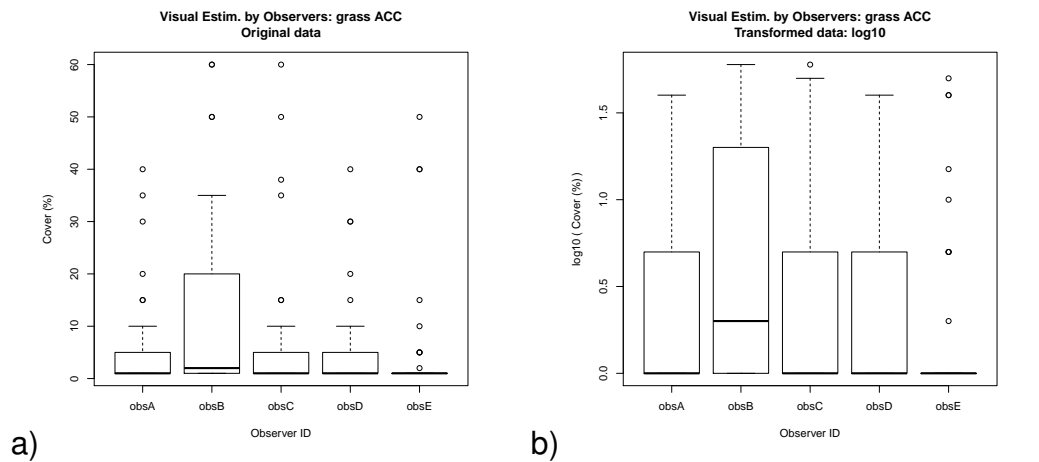 Visual Estim. by Observers: grass ACC
Original data
60
50
40
30
20
10
0
Cover (%)
obsA obsB obsC obsD obsE
Observer ID
a)
Visual Estim. by Observers: grass ACC
Transformed data: log10
1.5
1.0
0.5
0.0
log10 ( Cover (%) )
obsA obsB obsC obsD obsE
Observer ID
b)